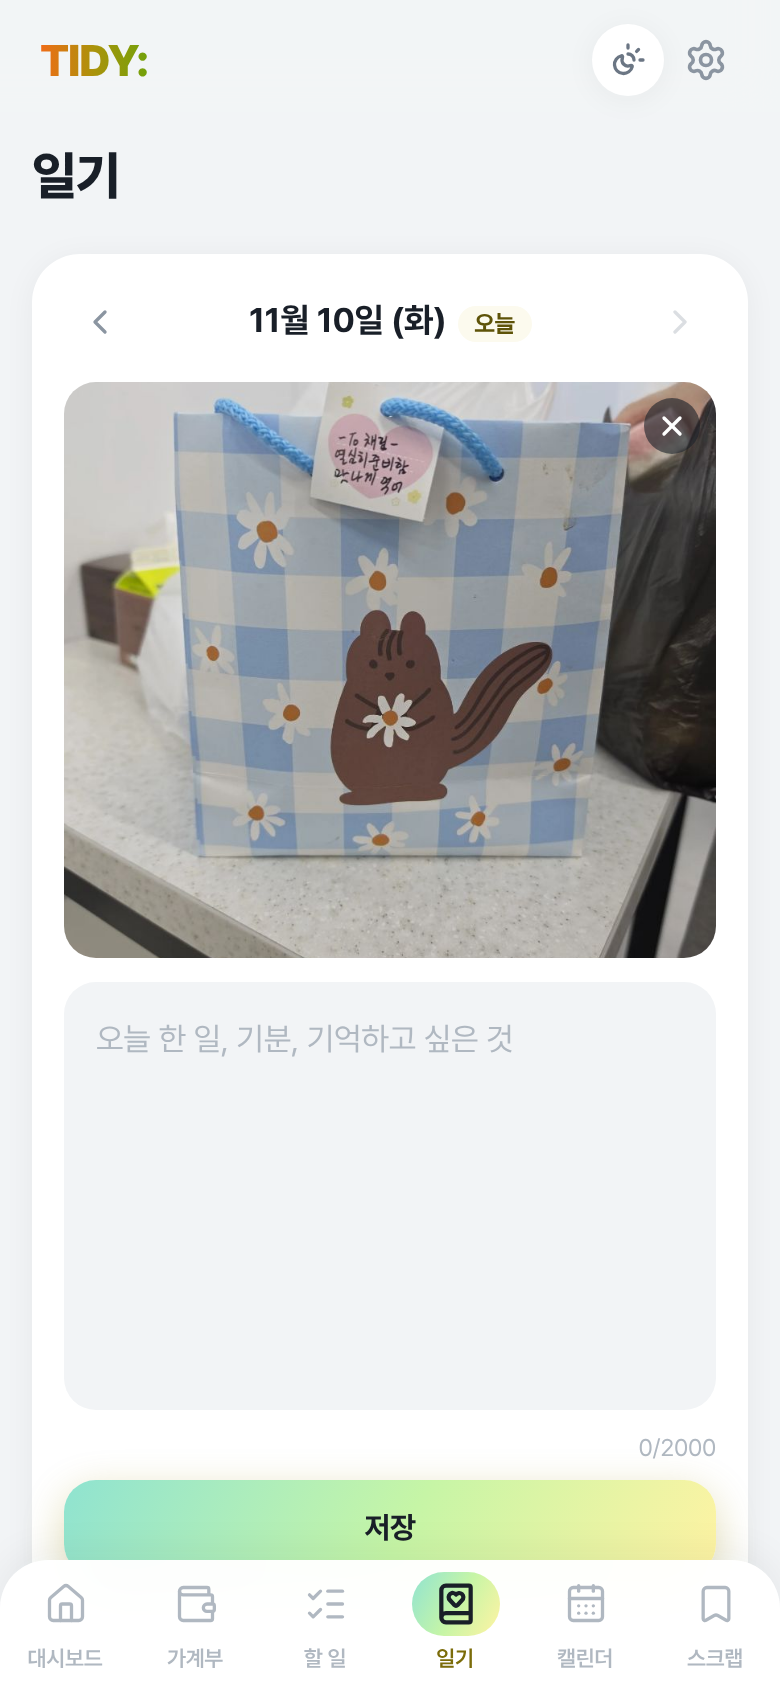 TIDY:
일기
11월 10일 (화) 오늘
-To 채림-
열심히준비함
맛나게 먹어
오늘 한 일, 기분, 기억하고 싶은 것
0/2000
저장
대시보드
가계부
할 일
일기
캘린더
스크랩